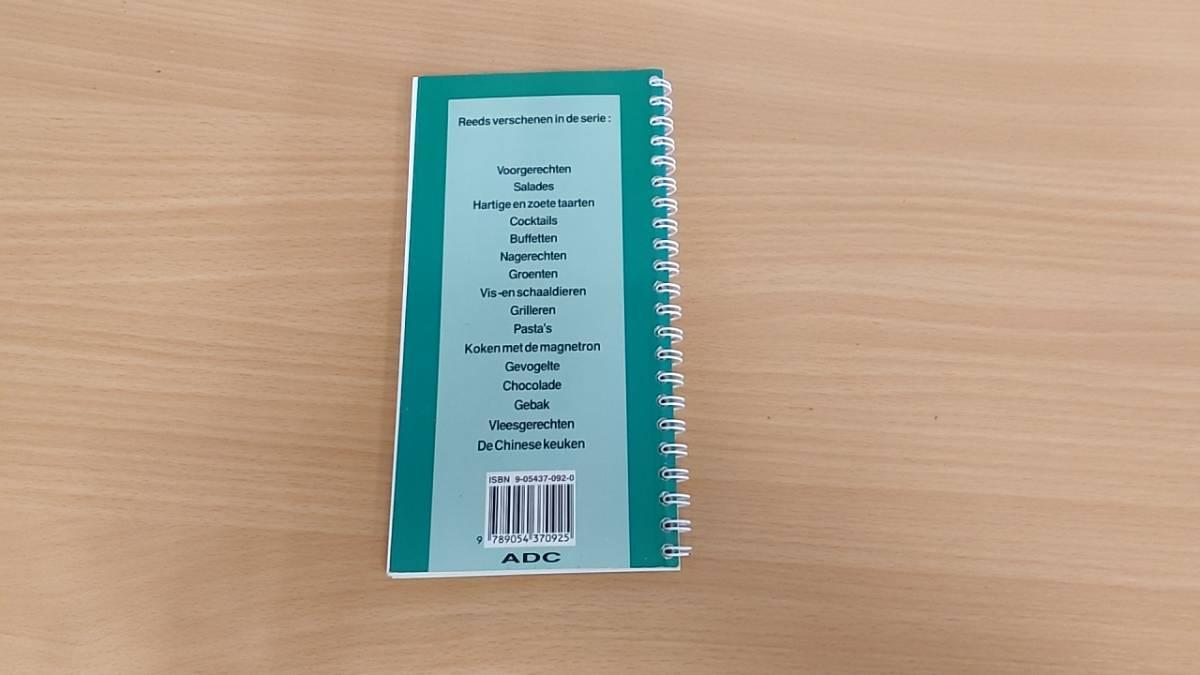 Reeds verschenen in de serie :
Voorgerechten
Salades
Hartige en zoete taarten
Cocktails
Buffetten
Nagerechten
Groenten
Vis-en schaaldieren
Grilleren
Pasta's
Koken met de magnetron
Gevogelte
Chocolade
Gebak
Vleesgerechten
De Chinese keuken
ISBN 9-05437-092-0
9 789054 370925
ADC